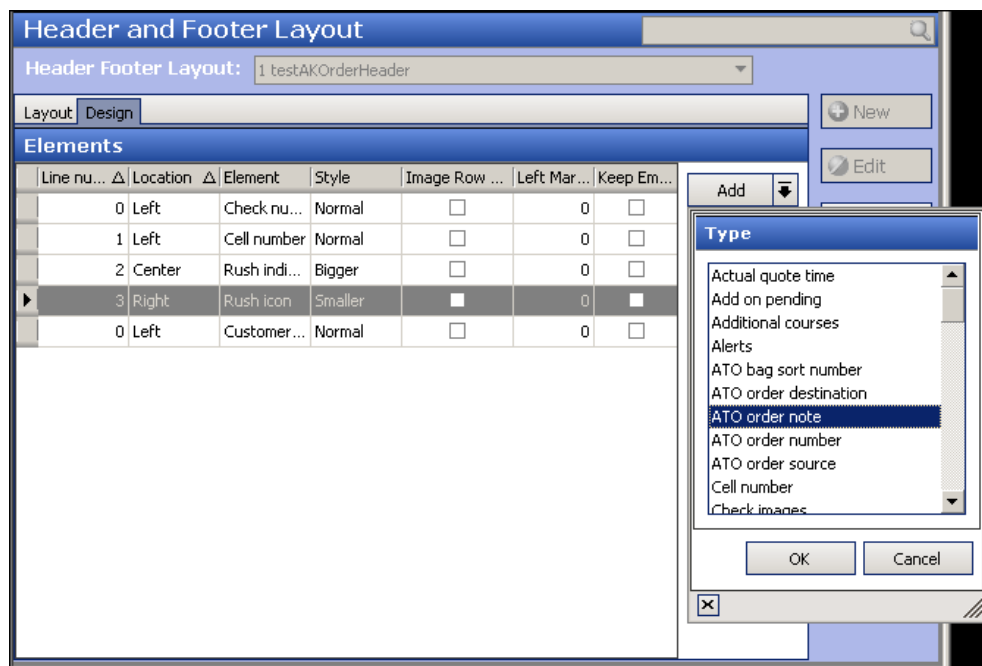 Header and Footer Layout
Header Footer Layout: 1 testAKOrderHeader
Layout Design
New
Elements
Edit
Line nu... Location Element Style Image Row ... Left Mar... Keep Em...
Add
0 Left Check nu... Normal 0
1 Left Cell number Normal 0
2 Center Rush indi... Bigger 0
3 Right Rush icon Smaller 0
0 Left Customer... Normal 0
Type
Actual quote time
Add on pending
Additional courses
Alerts
ATO bag sort number
ATO order destination
ATO order note
ATO order number
ATO order source
Cell number
Check images
OK Cancel